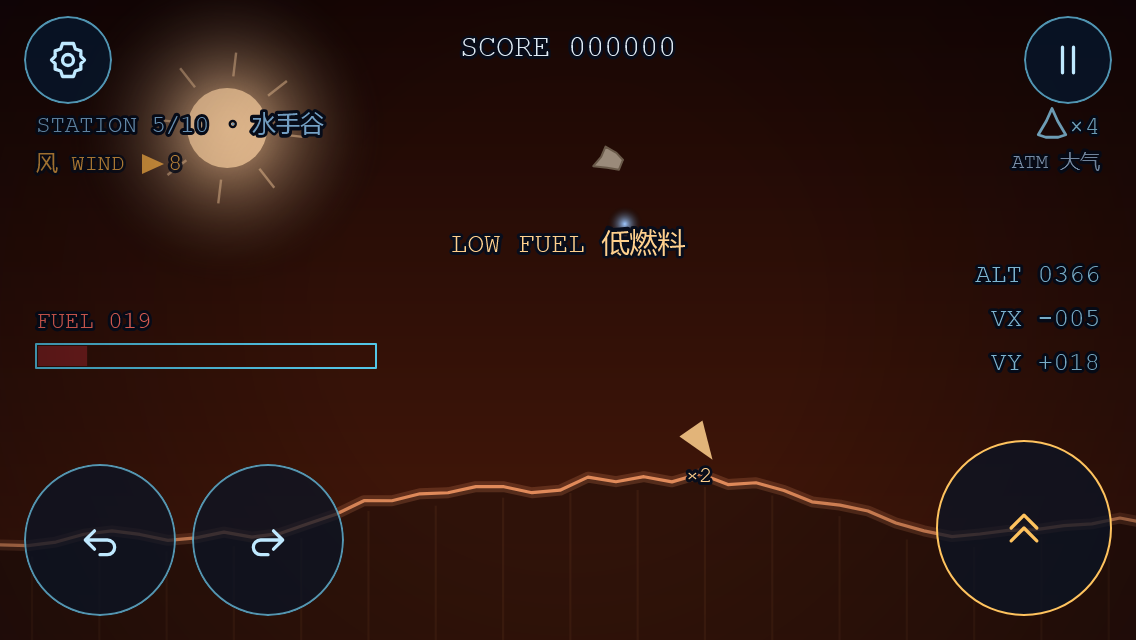 SCORE 000000
STATION 5/10 · 水手谷
风 WIND ▶8
×4
ATM 大气
LOW FUEL 低燃料
ALT 0366
VX -005
VY +018
FUEL 019
×2